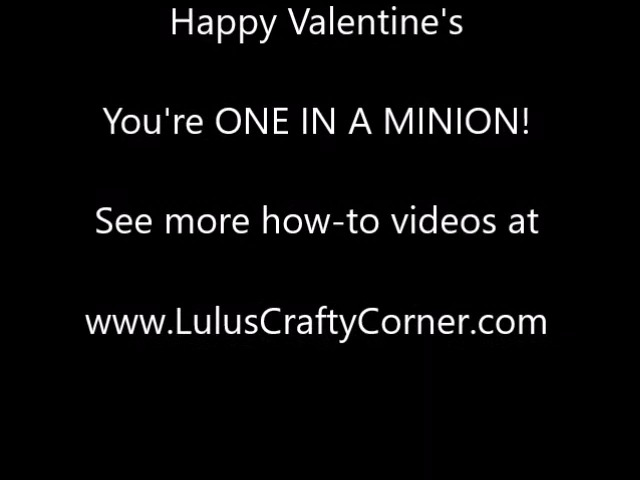 Happy Valentine's
You're ONE IN A MINION!
See more how-to videos at
www.LulusCraftyCorner.com